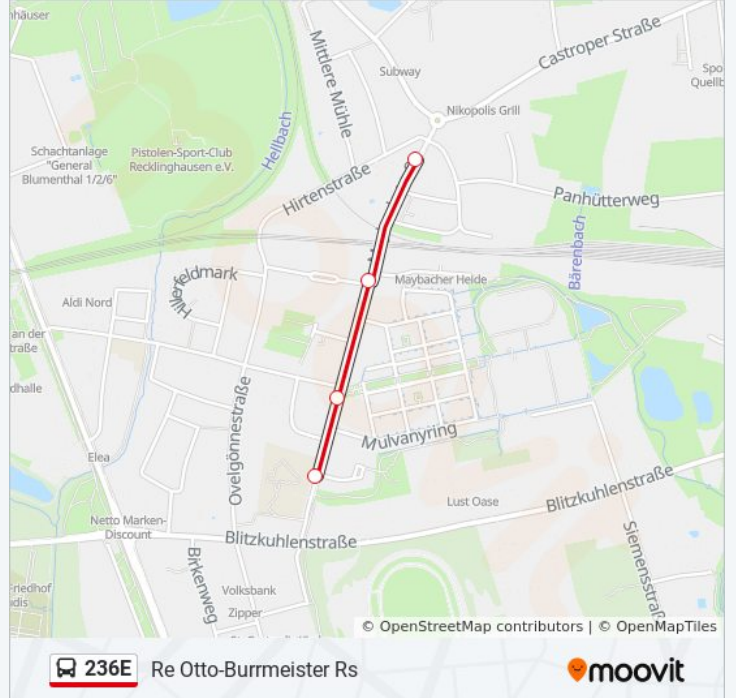 nhäuser
Castroper Straße
Mittlere Mühle
Subway
Spo
Quellb
Nikopolis Grill
Hellbach
Schachtanlage
"General
Blumenthal 1/2/6"
Pistolen-Sport-Club
Recklinghausen e.V.
Hirtenstraße
Panhütterweg
Bärenbach
Hillerfeldmark
Maybacher Heide
Aldi Nord
an der
traße
dhalle
Ovelgönnestraße
Mulvanyring
Elea
Lust Oase
Blitzkuhlenstraße
Netto Marken-
Discount
Blitzkuhlenstraße
Birkenweg
Siemensstraß
Friedhof
udis
Volksbank
Zipper
© OpenStreetMap contributors | © OpenMapTiles
236E Re Otto-Burrmeister Rs
moovit